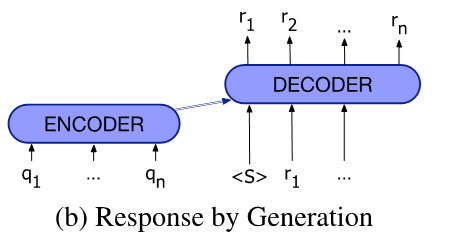 r1 r2 ... rn
DECODER
ENCODER
q1 ... qn <S> r1 ...
(b) Response by Generation